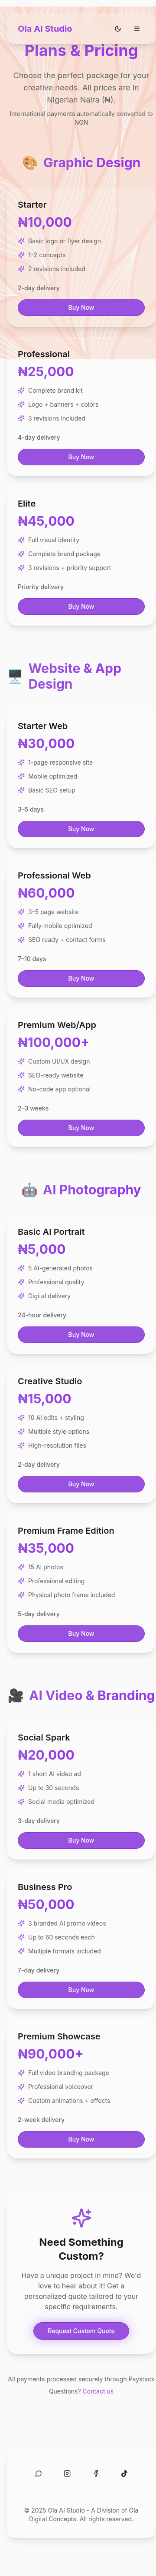 Ola AI Studio
Plans & Pricing
Choose the perfect package for your
creative needs. All prices are in
Nigerian Naira (₦).
International payments automatically converted to
NGN
Graphic Design
Starter
₦10,000
Basic logo or flyer design
1–2 concepts
2 revisions included
2-day delivery
Buy Now
Professional
₦25,000
Complete brand kit
Logo + banners + colors
3 revisions included
4-day delivery
Buy Now
Elite
₦45,000
Full visual identity
Complete brand package
3 revisions + priority support
Priority delivery
Buy Now
Website & App
Design
Starter Web
₦30,000
1-page responsive site
Mobile optimized
Basic SEO setup
3–5 days
Buy Now
Professional Web
₦60,000
3–5 page website
Fully mobile optimized
SEO ready + contact forms
7–10 days
Buy Now
Premium Web/App
₦100,000+
Custom UI/UX design
SEO-ready website
No-code app optional
2–3 weeks
Buy Now
AI Photography
Basic AI Portrait
₦5,000
5 AI-generated photos
Professional quality
Digital delivery
24-hour delivery
Buy Now
Creative Studio
₦15,000
10 AI edits + styling
Multiple style options
High-resolution files
2-day delivery
Buy Now
Premium Frame Edition
₦35,000
15 AI photos
Professional editing
Physical photo frame included
5-day delivery
Buy Now
AI Video & Branding
Social Spark
₦20,000
1 short AI video ad
Up to 30 seconds
Social media optimized
3-day delivery
Buy Now
Business Pro
₦50,000
3 branded AI promo videos
Up to 60 seconds each
Multiple formats included
7-day delivery
Buy Now
Premium Showcase
₦90,000+
Full video branding package
Professional voiceover
Custom animations + effects
2-week delivery
Buy Now
Need Something
Custom?
Have a unique project in mind? We'd
love to hear about it! Get a
personalized quote tailored to your
specific requirements.
Request Custom Quote
All payments processed securely through Paystack
Questions? Contact us
© 2025 Ola AI Studio - A Division of Ola
Digital Concepts. All rights reserved.